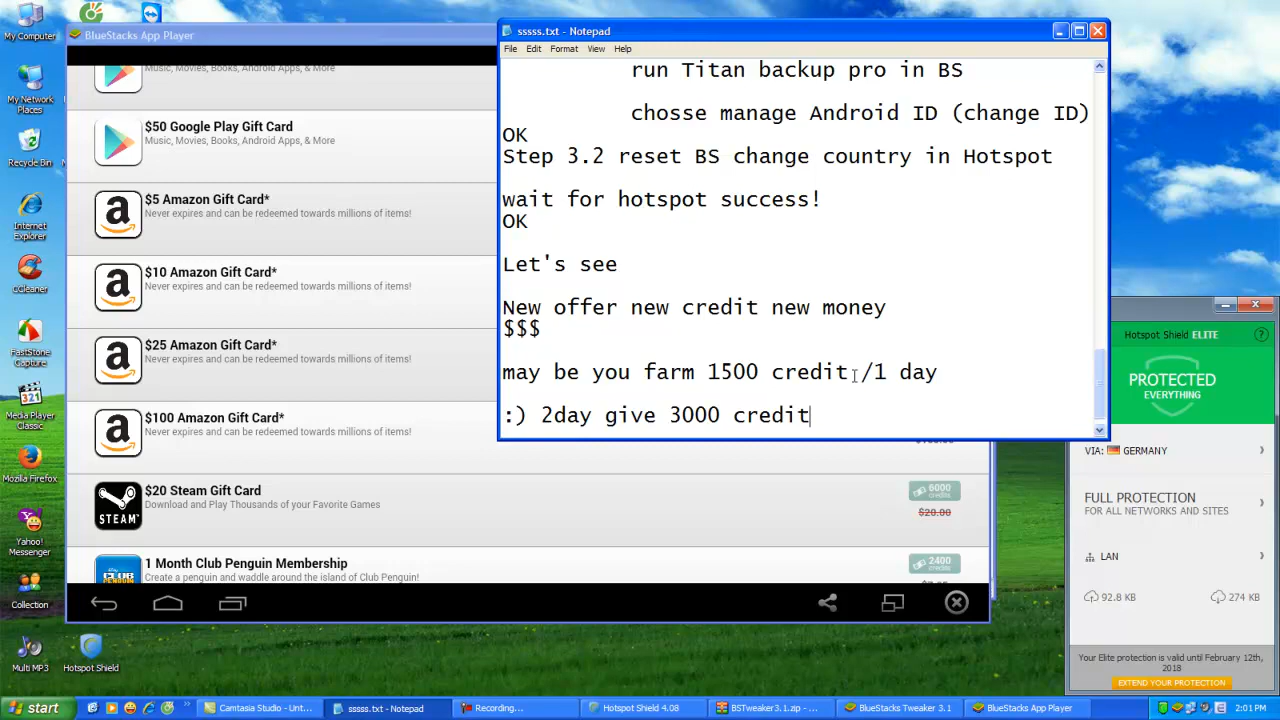 My Computer
My Network Places
Recycle Bin
Internet Explorer
CCleaner
FastStone Capture
Media Player Classic
Mozilla Firefox
Yahoo! Messenger
Collection
Multi MP3
Hotspot Shield
BlueStacks App Player
Music, Movies, Books, Android Apps, & More
$50 Google Play Gift Card
Music, Movies, Books, Android Apps, & More
$5 Amazon Gift Card*
Never expires and can be redeemed towards millions of items!
$10 Amazon Gift Card*
Never expires and can be redeemed towards millions of items!
$25 Amazon Gift Card*
Never expires and can be redeemed towards millions of items!
$100 Amazon Gift Card*
Never expires and can be redeemed towards millions of items!
STEAM
$20 Steam Gift Card
Download and Play Thousands of your Favorite Games
6000 credits
$20.00
CLUB PENGUIN
1 Month Club Penguin Membership
Create a penguin and waddle around the island of Club Penguin!
2400 credits
sssss.txt - Notepad
File Edit Format View Help
run Titan backup pro in BS
chosse manage Android ID (change ID)
OK
Step 3.2 reset BS change country in Hotspot
wait for hotspot success!
OK
Let's see
New offer new credit new money
$$$
may be you farm 1500 credit /1 day
:) 2day give 3000 credit
Hotspot Shield ELITE
PROTECTED
EVERYTHING
VIA: GERMANY
FULL PROTECTION
FOR ALL NETWORKS AND SITES
LAN
92.8 KB 274 KB
Your Elite protection is valid until February 12th, 2018
EXTEND YOUR PROTECTION
start
Camtasia Studio - Unt...
sssss.txt - Notepad
Recording...
Hotspot Shield 4.08
BSTweaker3.1.zip - ...
BlueStacks Tweaker 3.1
BlueStacks App Player
2:01 PM